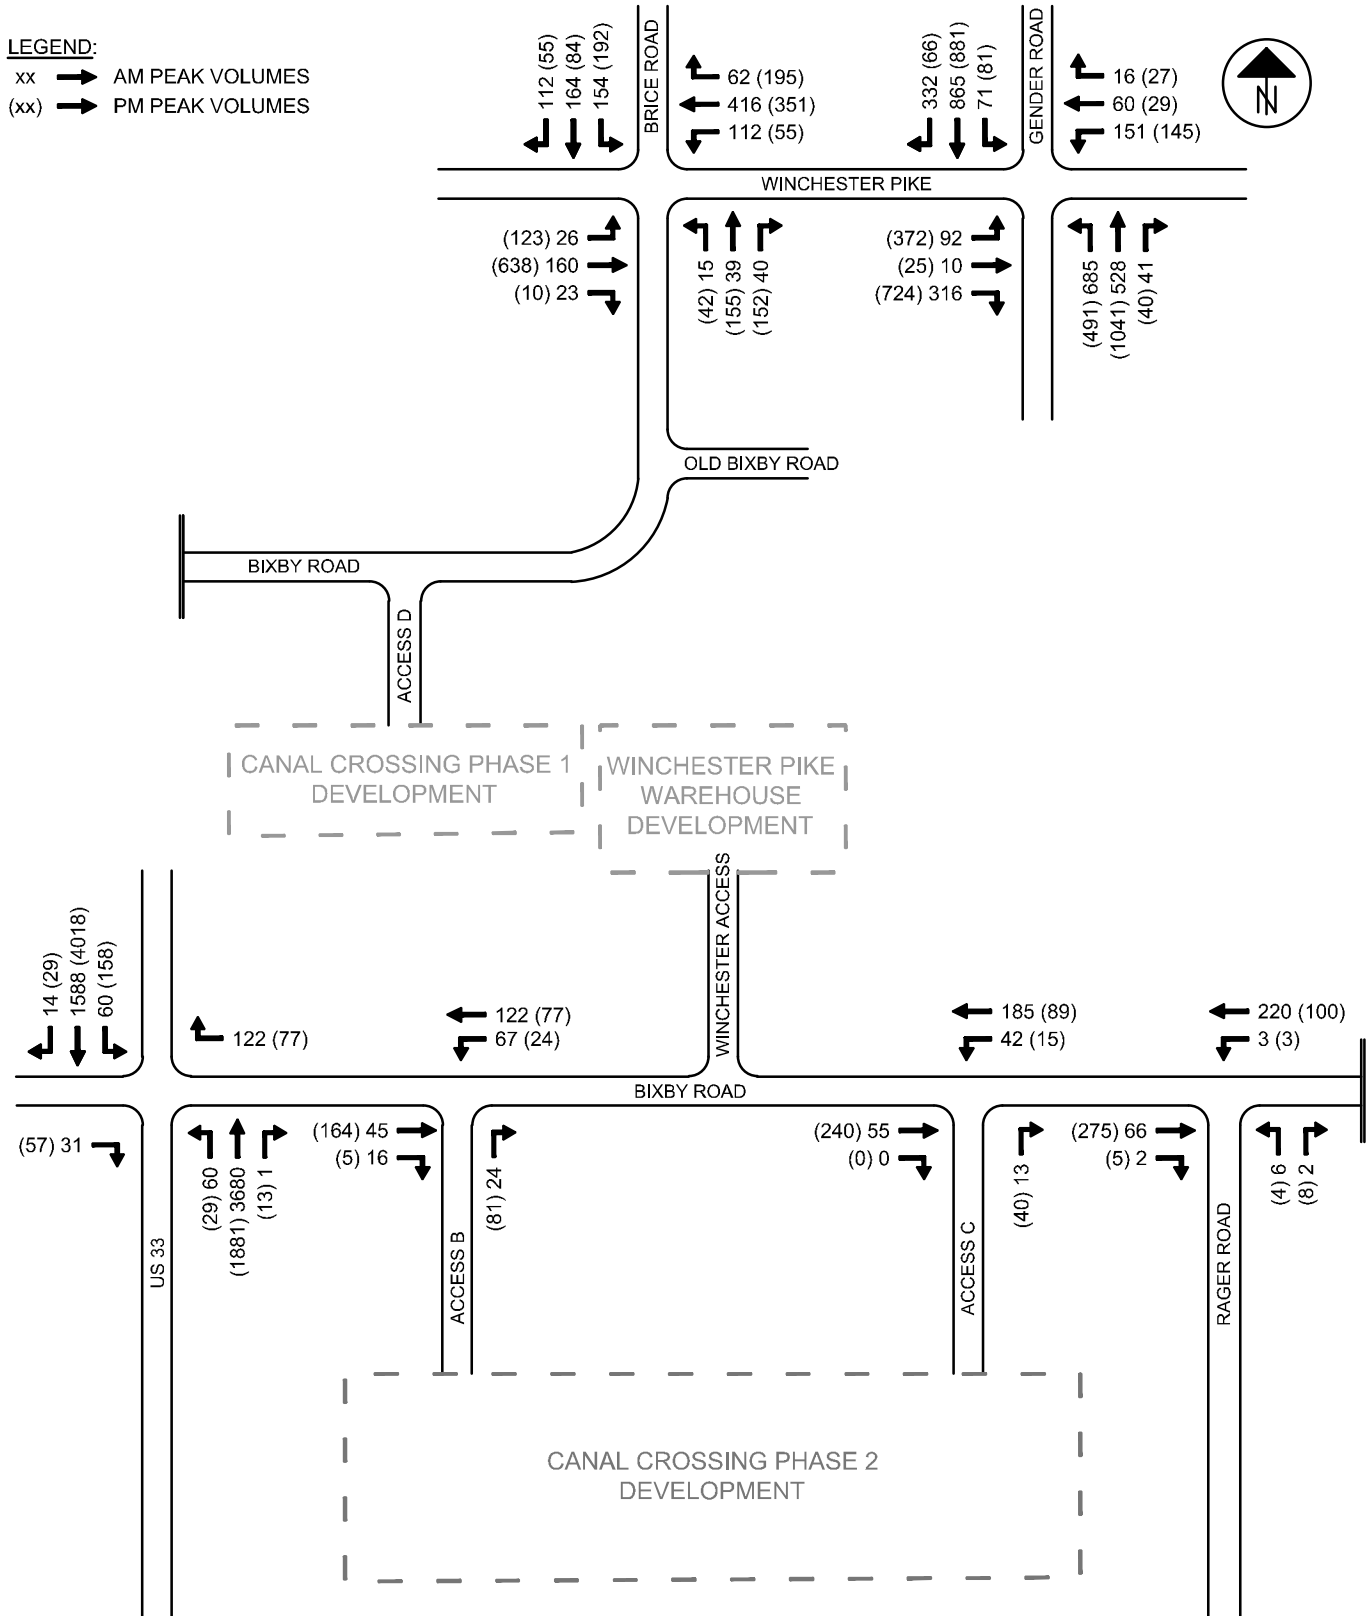 LEGEND:
xx AM PEAK VOLUMES
(xx) PM PEAK VOLUMES
112 (55)
164 (84)
154 (192)
BRICE ROAD
62 (195)
416 (351)
112 (55)
332 (66)
865 (881)
71 (81)
GENDER ROAD
16 (27)
60 (29)
151 (145)
N
WINCHESTER PIKE
(123) 26
(638) 160
(10) 23
(42) 15
(155) 39
(152) 40
(372) 92
(25) 10
(724) 316
(491) 685
(1041) 528
(40) 41
OLD BIXBY ROAD
BIXBY ROAD
ACCESS D
CANAL CROSSING PHASE 1
DEVELOPMENT
WINCHESTER PIKE
WAREHOUSE
DEVELOPMENT
WINCHESTER ACCESS
14 (29)
1588 (4018)
60 (158)
122 (77)
122 (77)
67 (24)
185 (89)
42 (15)
220 (100)
3 (3)
BIXBY ROAD
(57) 31
(29) 60
(1881) 3680
(13) 1
(164) 45
(5) 16
(81) 24
(240) 55
(0) 0
(40) 13
(275) 66
(5) 2
(4) 6
(8) 2
US 33
ACCESS B
ACCESS C
RAGER ROAD
CANAL CROSSING PHASE 2
DEVELOPMENT